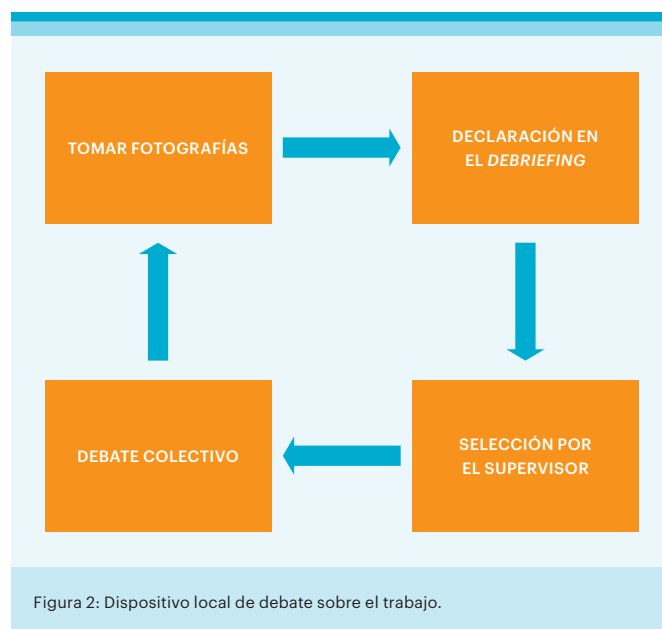 TOMAR FOTOGRAFÍAS
DECLARACIÓN EN
EL DEBRIEFING
DEBATE COLECTIVO
SELECCIÓN POR
EL SUPERVISOR
Figura 2: Dispositivo local de debate sobre el trabajo.